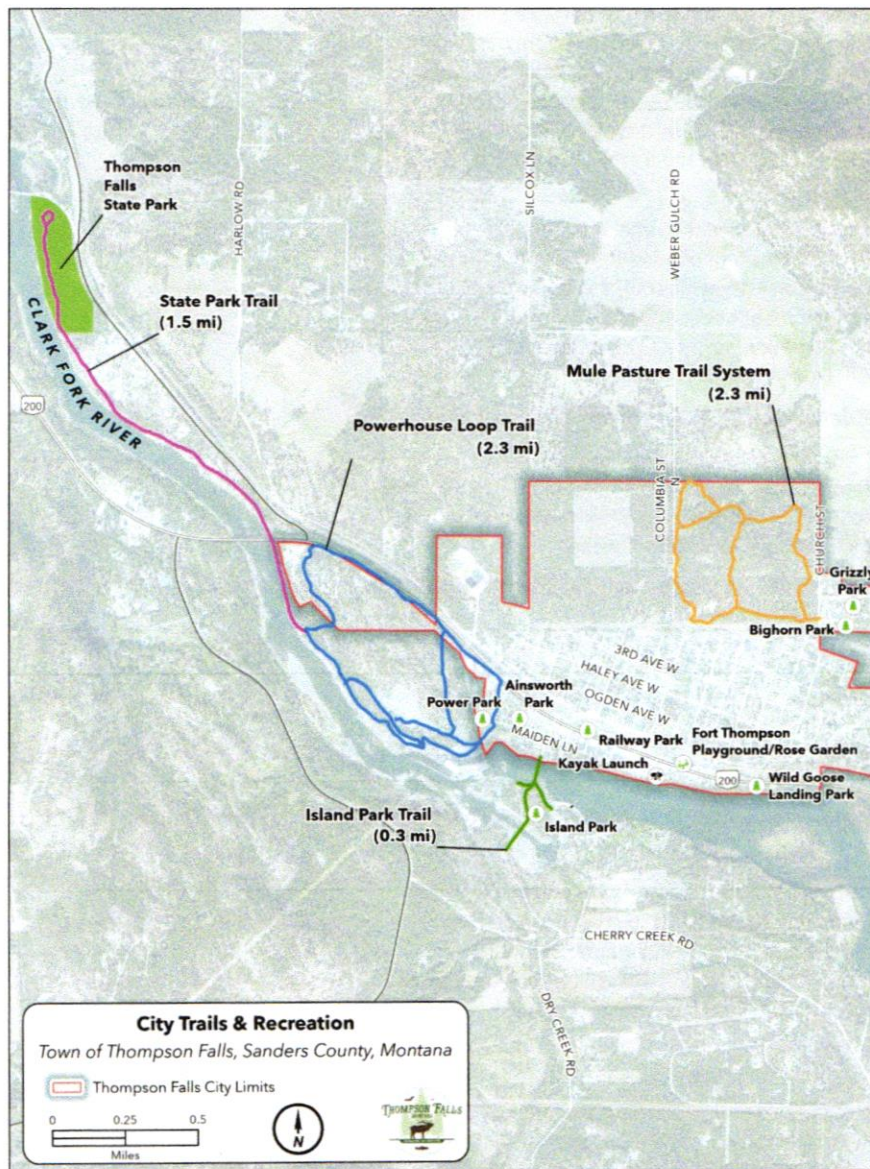 Thompson
Falls
State Park
HARLOW RD
SILCOX LN
WEBER GULCH RD
State Park Trail
(1.5 mi)
CLARK FORK RIVER
200
Mule Pasture Trail System
(2.3 mi)
Powerhouse Loop Trail
(2.3 mi)
COLUMBIA ST
N
CHURCH ST
Grizzly
Park
Bighorn Park
3RD AVE W
HALEY AVE W
OGDEN AVE W
Ainsworth
Park
Power Park
MAIDEN LN
Railway Park
Fort Thompson
Playground/Rose Garden
Kayak Launch
200
Wild Goose
Landing Park
Island Park Trail
(0.3 mi)
Island Park
CHERRY CREEK RD
DRY CREEK RD
City Trails & Recreation
Town of Thompson Falls, Sanders County, Montana
Thompson Falls City Limits
0 0.25 0.5
Miles
N
THOMPSON FALLS